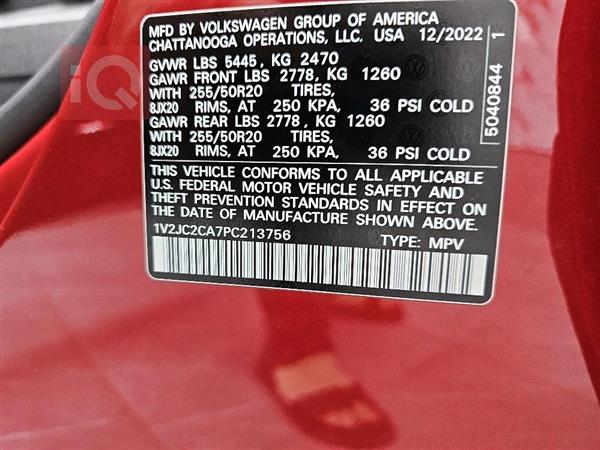 MFD BY VOLKSWAGEN GROUP OF AMERICA
CHATTANOOGA OPERATIONS, LLC. USA 12/2022
GVWR LBS 5445, KG 2470
GAWR FRONT LBS 2778, KG 1260
WITH 255/50R20 TIRES,
8JX20 RIMS, AT 250 KPA, 36 PSI COLD
GAWR REAR LBS 2778, KG 1260
WITH 255/50R20 TIRES,
8JX20 RIMS, AT 250 KPA, 36 PSI COLD
THIS VEHICLE CONFORMS TO ALL APPLICABLE
U.S. FEDERAL MOTOR VEHICLE SAFETY AND
THEFT PREVENTION STANDARDS IN EFFECT ON
THE DATE OF MANUFACTURE SHOWN ABOVE.
1V2JC2CA7PC213756 TYPE: MPV
5040844 1
iQ